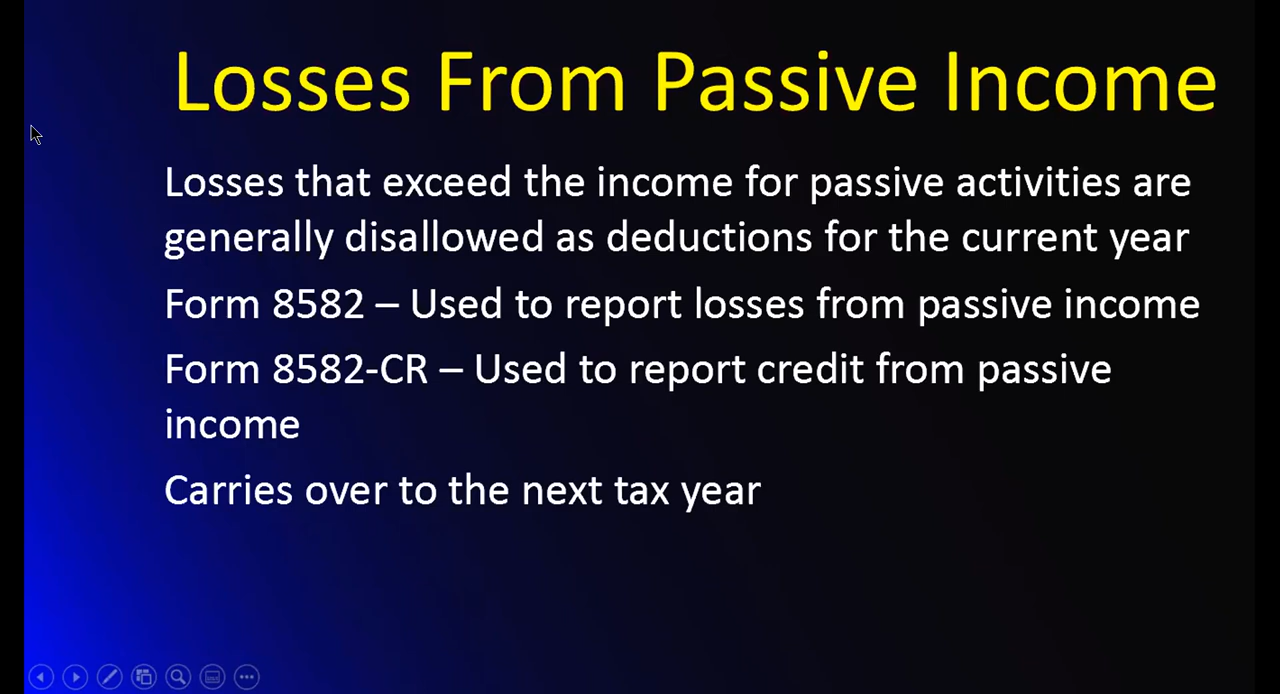 Losses From Passive Income
Losses that exceed the income for passive activities are
generally disallowed as deductions for the current year
Form 8582 – Used to report losses from passive income
Form 8582-CR – Used to report credit from passive
income
Carries over to the next tax year